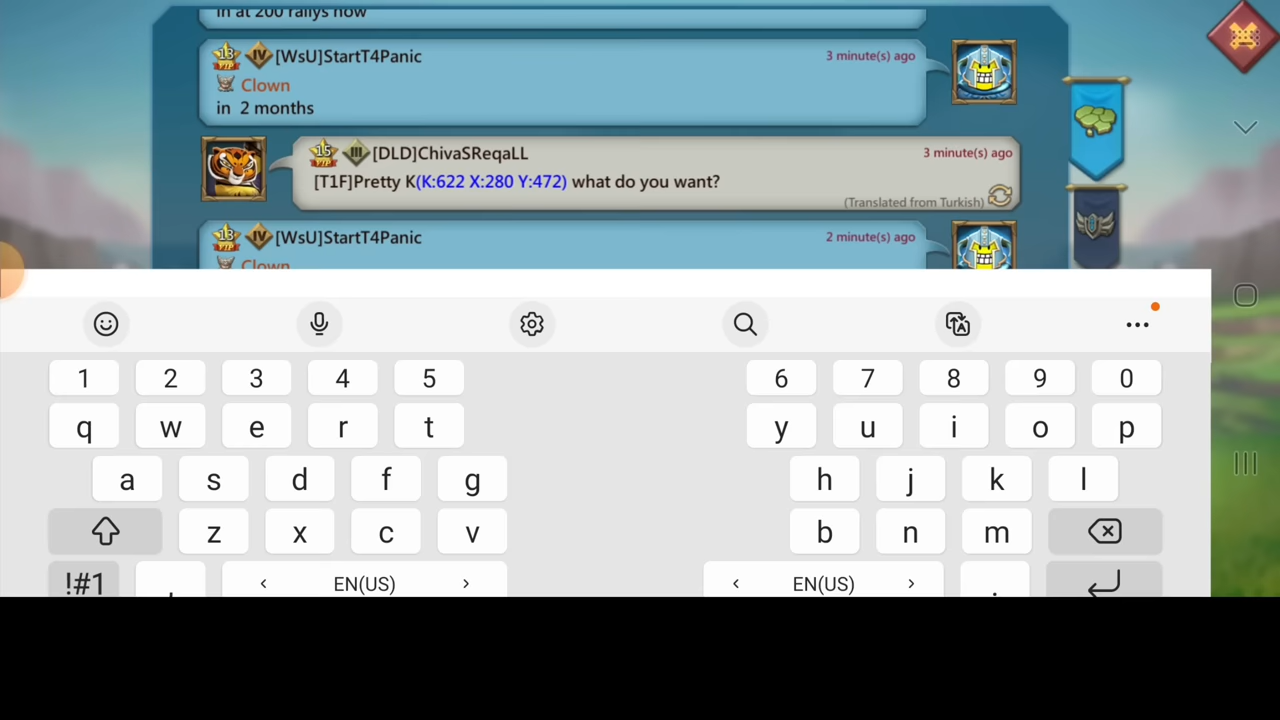 in at 200 rallys now
13 VIP IV [WsU]StartT4Panic 3 minute(s) ago
Clown
in 2 months
15 VIP III [DLD]ChivaSReqaLL 3 minute(s) ago
[T1F]Pretty K(K:622 X:280 Y:472) what do you want?
(Translated from Turkish)
13 VIP IV [WsU]StartT4Panic 2 minute(s) ago
Clown
1 2 3 4 5 6 7 8 9 0
q w e r t y u i o p
a s d f g h j k l
z x c v b n m
!#1 , < EN(US) > < EN(US) > .